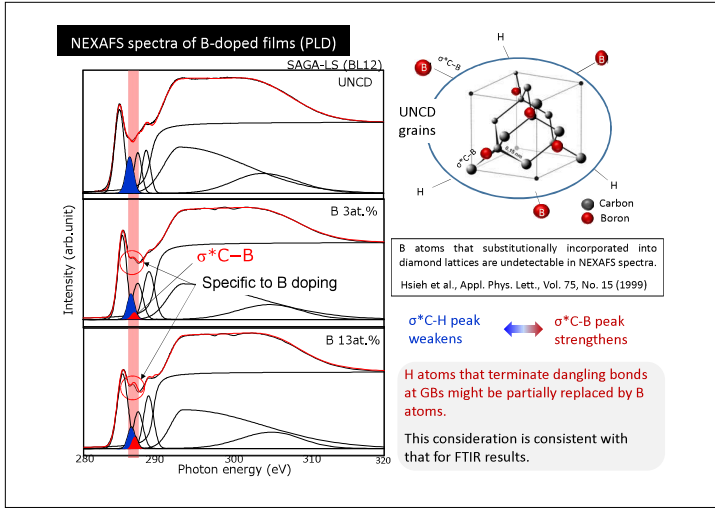 NEXAFS spectra of B-doped films (PLD)
SAGA-LS (BL12)
UNCD
B 3at.%
σ*C−B
Specific to B doping
B 13at.%
Intensity (arb.unit)
280 290 300 310 320
Photon energy (eV)
H
B
σ*C−B
B
UNCD
grains
B
B
B
B
σ*C−B
H
H
B
Carbon
Boron
B atoms that substitutionally incorporated into
diamond lattices are undetectable in NEXAFS spectra.
Hsieh et al., Appl. Phys. Lett., Vol. 75, No. 15 (1999)
σ*C-H peak
weakens
σ*C-B peak
strengthens
H atoms that terminate dangling bonds
at GBs might be partially replaced by B
atoms.
This consideration is consistent with
that for FTIR results.